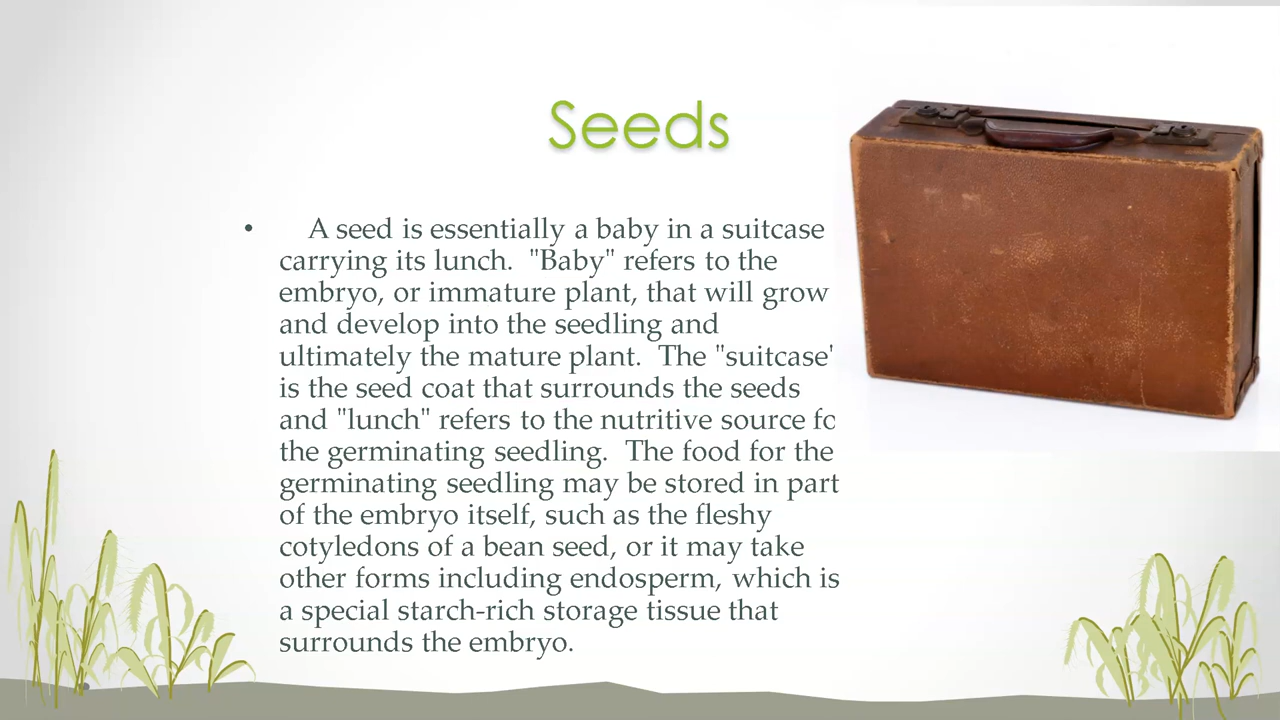 Seeds
• A seed is essentially a baby in a suitcase
carrying its lunch. "Baby" refers to the
embryo, or immature plant, that will grow
and develop into the seedling and
ultimately the mature plant. The "suitcase'
is the seed coat that surrounds the seeds
and "lunch" refers to the nutritive source fo
the germinating seedling. The food for the
germinating seedling may be stored in part
of the embryo itself, such as the fleshy
cotyledons of a bean seed, or it may take
other forms including endosperm, which is
a special starch-rich storage tissue that
surrounds the embryo.